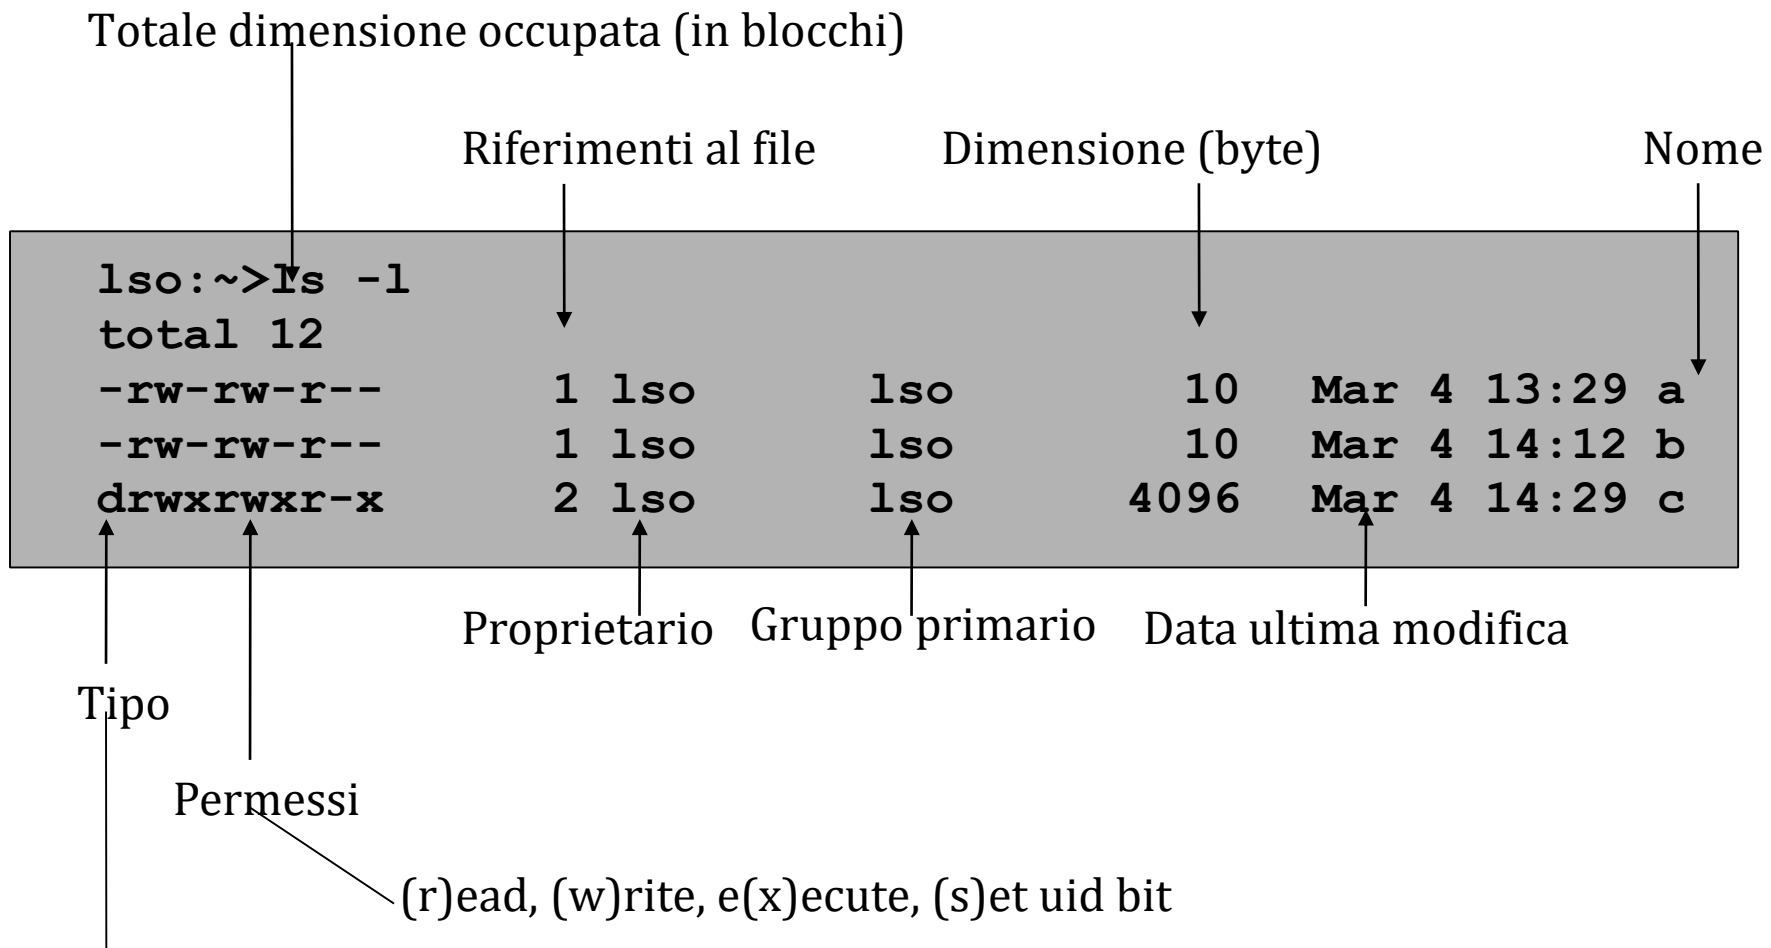 Totale dimensione occupata (in blocchi)
Riferimenti al file Dimensione (byte) Nome
lso:~>ls -l
total 12
-rw-rw-r-- 1 lso lso 10 Mar 4 13:29 a
-rw-rw-r-- 1 lso lso 10 Mar 4 14:12 b
drwxrwxr-x 2 lso lso 4096 Mar 4 14:29 c
Proprietario Gruppo primario Data ultima modifica
Tipo
Permessi
(r)ead, (w)rite, e(x)ecute, (s)et uid bit